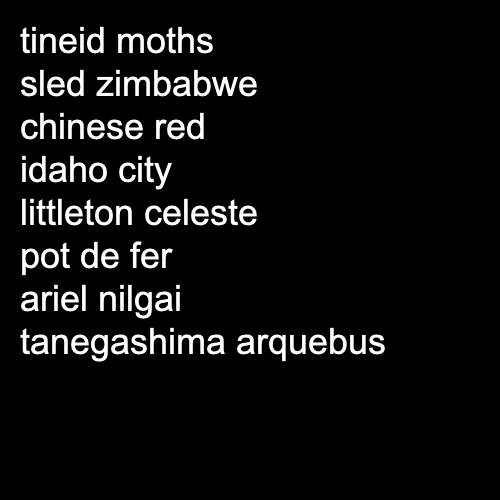 tineid moths
sled zimbabwe
chinese red
idaho city
littleton celeste
pot de fer
ariel nilgai
tanegashima arquebus